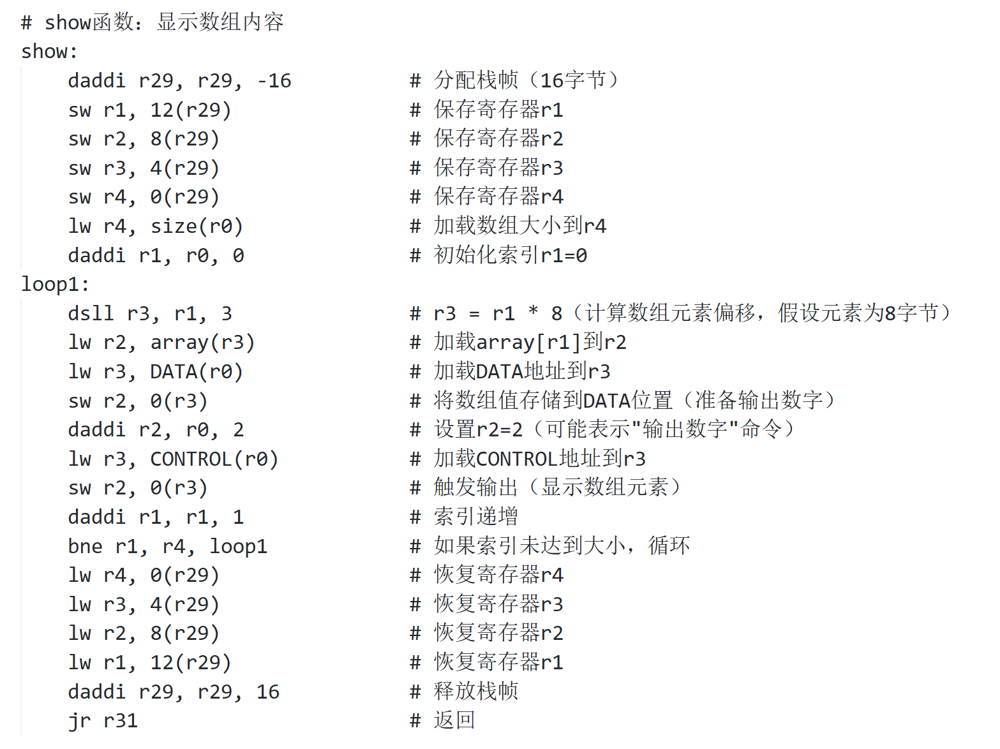 # show函数：显示数组内容
show:
    daddi r29, r29, -16          # 分配栈帧（16字节）
    sw r1, 12(r29)               # 保存寄存器r1
    sw r2, 8(r29)                # 保存寄存器r2
    sw r3, 4(r29)                # 保存寄存器r3
    sw r4, 0(r29)                # 保存寄存器r4
    lw r4, size(r0)              # 加载数组大小到r4
    daddi r1, r0, 0              # 初始化索引r1=0
loop1:
    dsll r3, r1, 3               # r3 = r1 * 8（计算数组元素偏移，假设元素为8字节）
    lw r2, array(r3)             # 加载array[r1]到r2
    lw r3, DATA(r0)              # 加载DATA地址到r3
    sw r2, 0(r3)                 # 将数组值存储到DATA位置（准备输出数字）
    daddi r2, r0, 2              # 设置r2=2（可能表示"输出数字"命令）
    lw r3, CONTROL(r0)           # 加载CONTROL地址到r3
    sw r2, 0(r3)                 # 触发输出（显示数组元素）
    daddi r1, r1, 1              # 索引递增
    bne r1, r4, loop1            # 如果索引未达到大小，循环
    lw r4, 0(r29)                # 恢复寄存器r4
    lw r3, 4(r29)                # 恢复寄存器r3
    lw r2, 8(r29)                # 恢复寄存器r2
    lw r1, 12(r29)               # 恢复寄存器r1
    daddi r29, r29, 16           # 释放栈帧
    jr r31                       # 返回